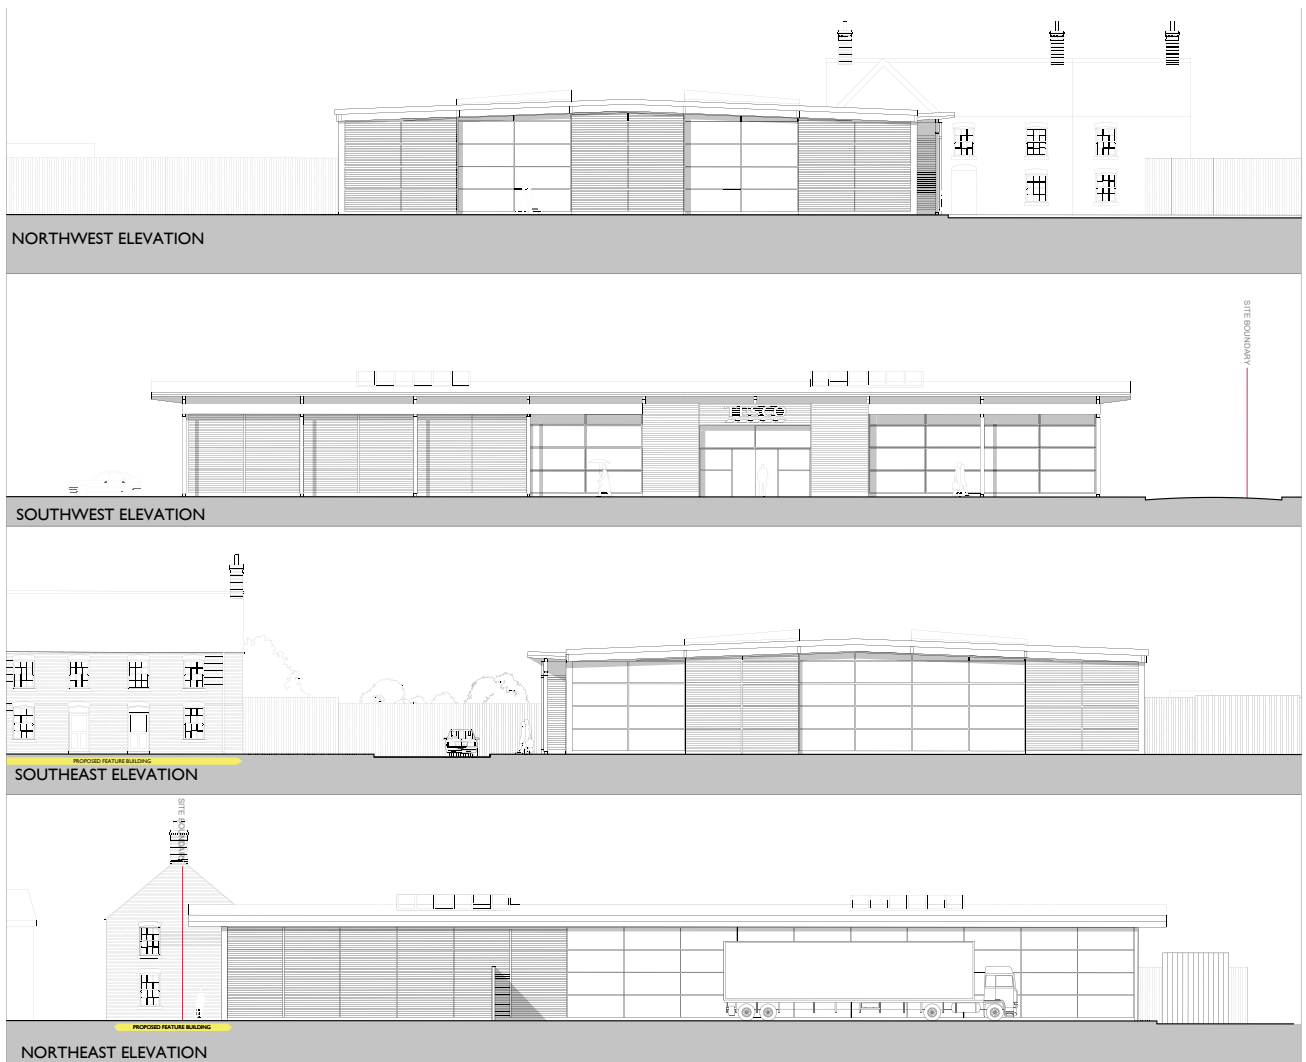 NORTHWEST ELEVATION
SITE BOUNDARY
TESCO
SOUTHWEST ELEVATION
PROPOSED FEATURE BUILDING
SOUTHEAST ELEVATION
SITE BOUNDARY
PROPOSED FEATURE BUILDING
NORTHEAST ELEVATION